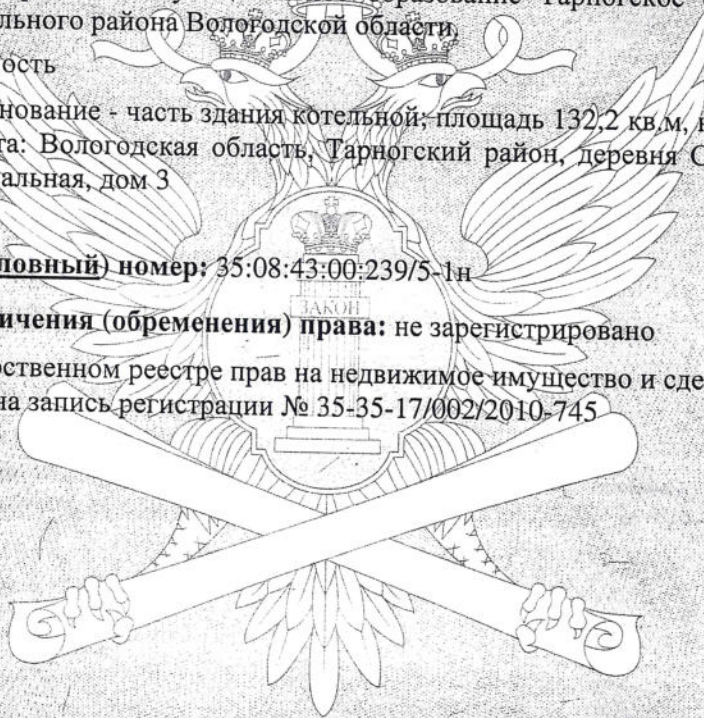 образование Тарногское
льного района Вологодской области
ость
нование - часть здания котельной; площадь 132,2 кв.м,
та: Вологодская область, Тарногский район, деревня С
альная, дом 3
ловный) номер: 35:08:43:00:239/5-1н
ЗАКОН
ичения (обременения) права: не зарегистрировано
рственном реестре прав на недвижимое имущество и сде
на запись регистрации № 35-35-17/002/2010-745